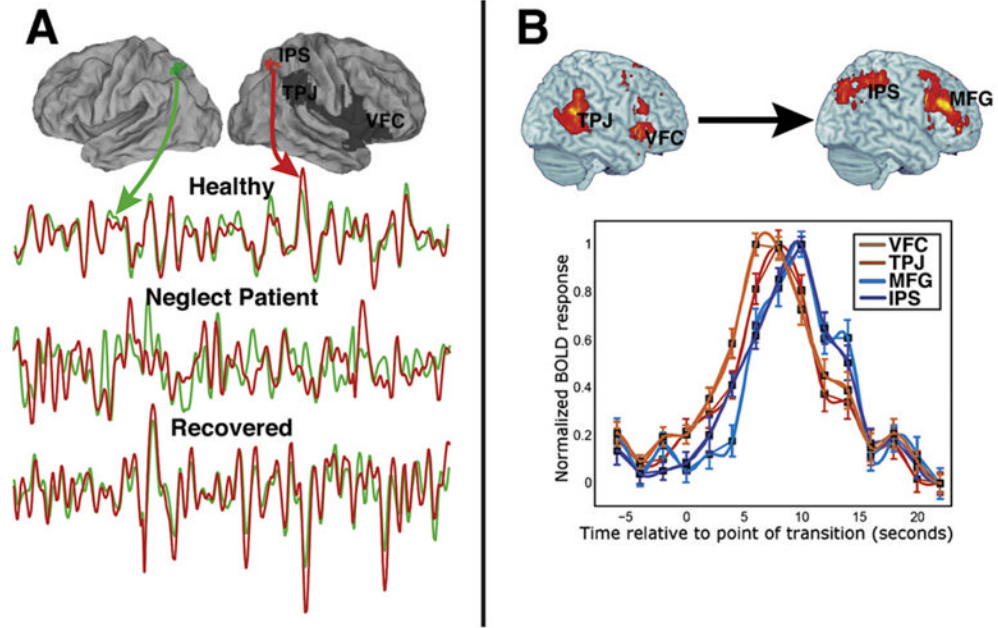 A
IPS
TPJ
VFC
Healthy
Neglect Patient
Recovered
B
TPJ
VFC
IPS
MFG
Normalized BOLD response
1
0.8
0.6
0.4
0.2
0
VFC
TPJ
MFG
IPS
−5 0 5 10 15 20
Time relative to point of transition (seconds)